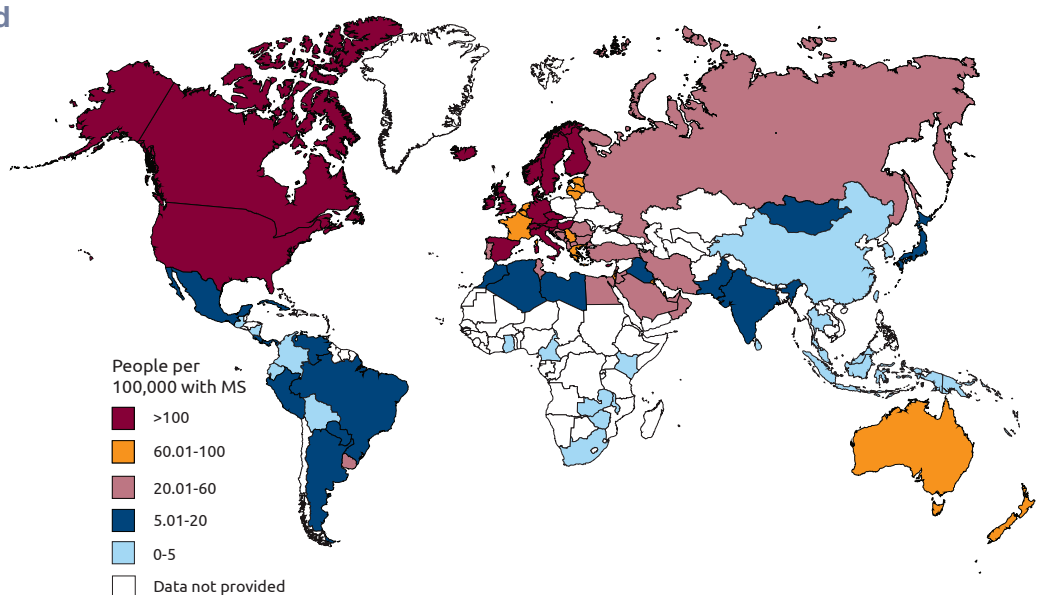 d
People per
100,000 with MS
>100
60.01-100
20.01-60
5.01-20
0-5
Data not provided